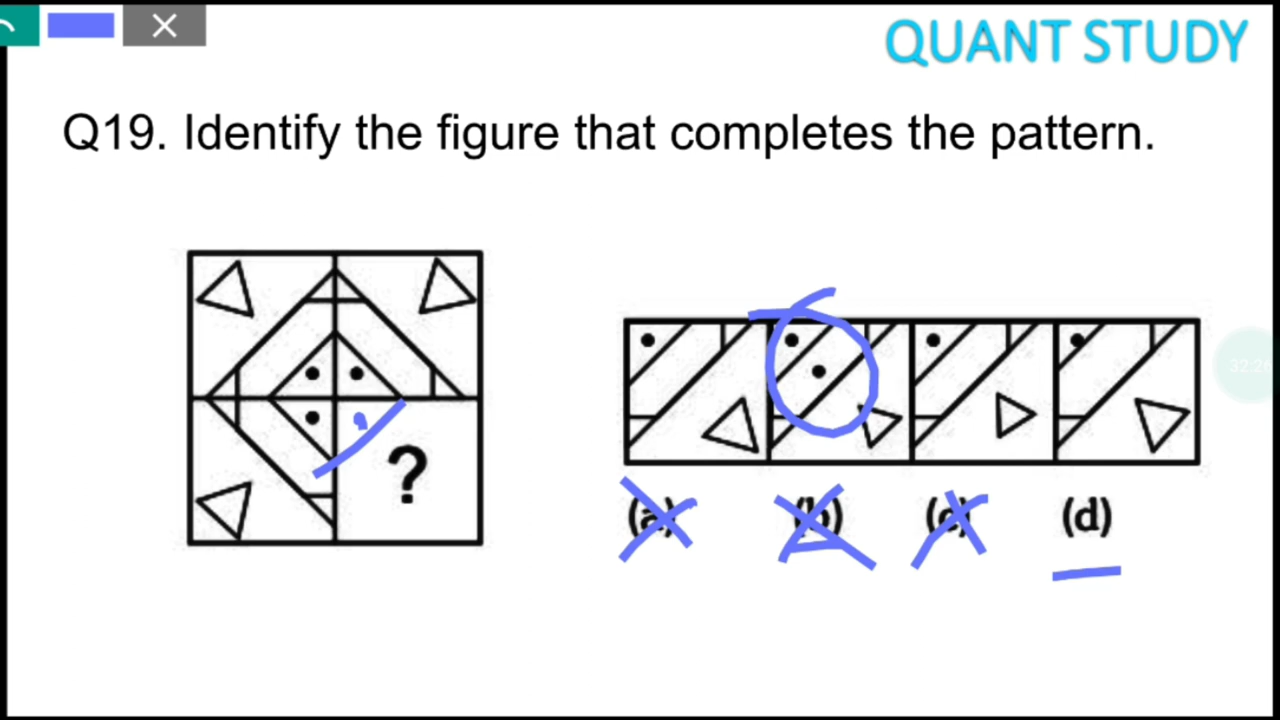 QUANT STUDY
Q19. Identify the figure that completes the pattern.
?
(a) (b) (c) (d)